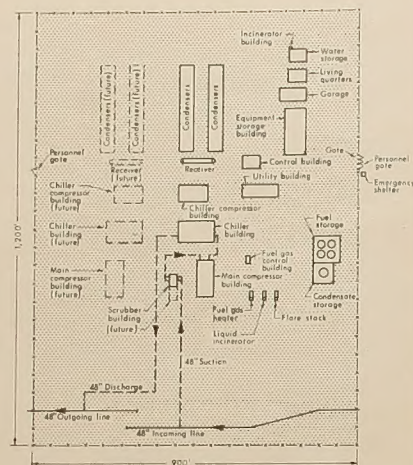 Incinerator
building
Water
storage
Living
quarters
Garage
Condensers (future)
Condensers (future)
Condensers
Condensers
Equipment
storage
building
Personnel
gate
Receiver
(future)
Receiver
Control building
Gate
Personnel
gate
Emergency
shelter
Chiller
compressor
building
(future)
Chiller compressor
building
Utility building
Fuel
storage
Chiller
building
(future)
Chiller
building
1,200'
Fuel gas
control
building
Main
compressor
building
(future)
Main compressor
building
Condensate
storage
Scrubber
building
(future)
Fuel gas
heater
Flare stack
Liquid
incinerator
48" Suction
48" Discharge
48" Outgoing line
48" Incoming line
900'